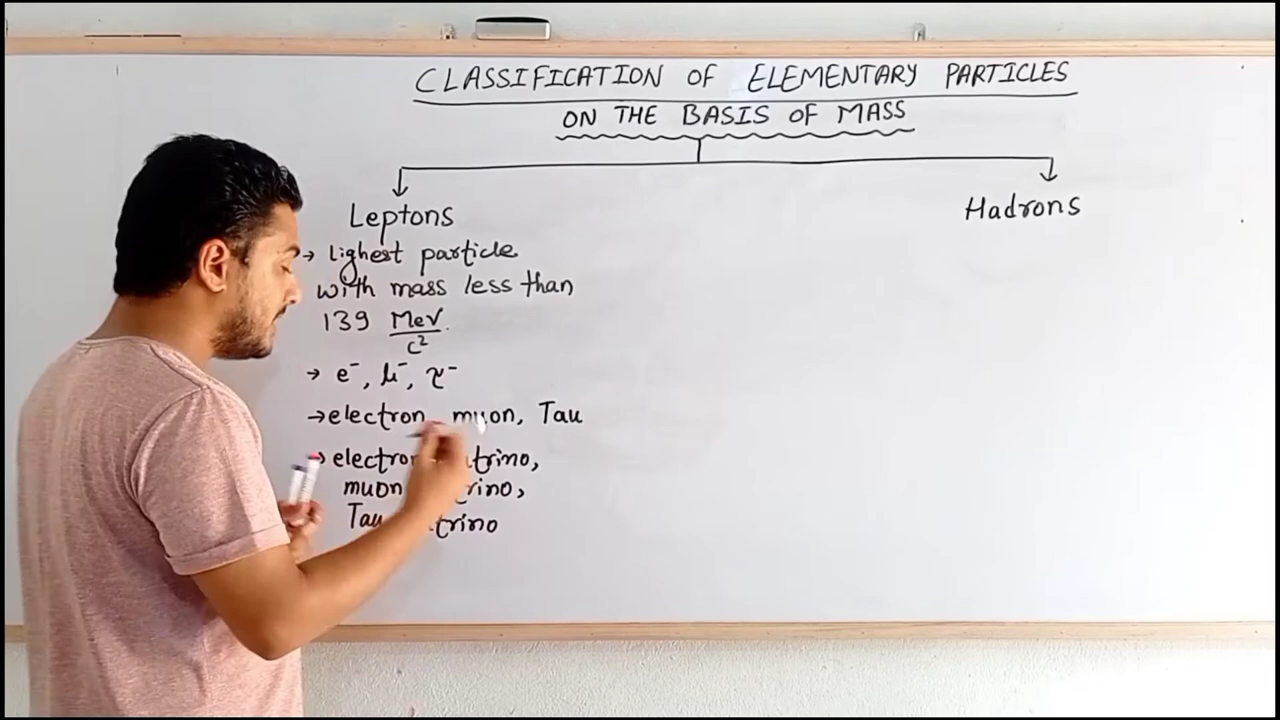 CLASSIFICATION OF ELEMENTARY PARTICLES
ON THE BASIS OF MASS
Leptons
Hadrons
→ lighest particle
with mass less than
139 MeV/c²
→ e⁻, μ⁻, τ⁻
→ electron, muon, Tau
→ electron
muon
Tau